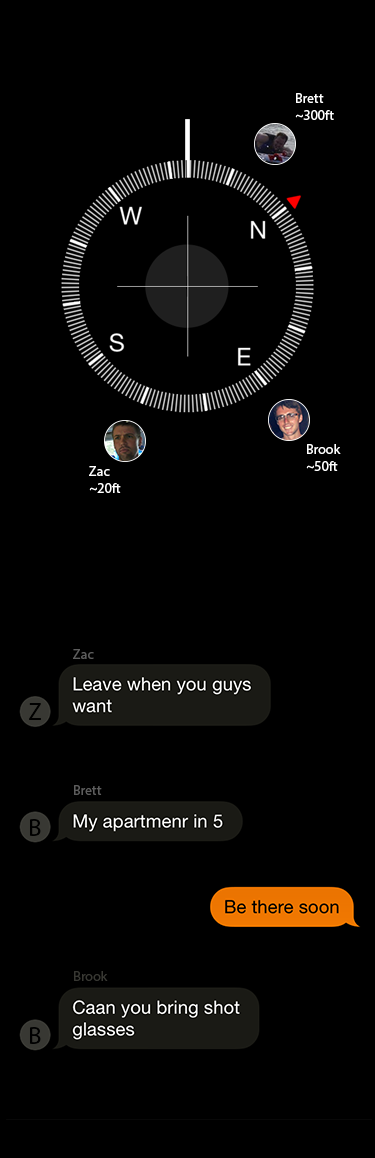 Brett
~300ft
W
N
S
E
Brook
~50ft
Zac
~20ft
Zac
Leave when you guys
want
Z
Brett
My apartmenr in 5
B
Be there soon
Brook
Caan you bring shot
glasses
B